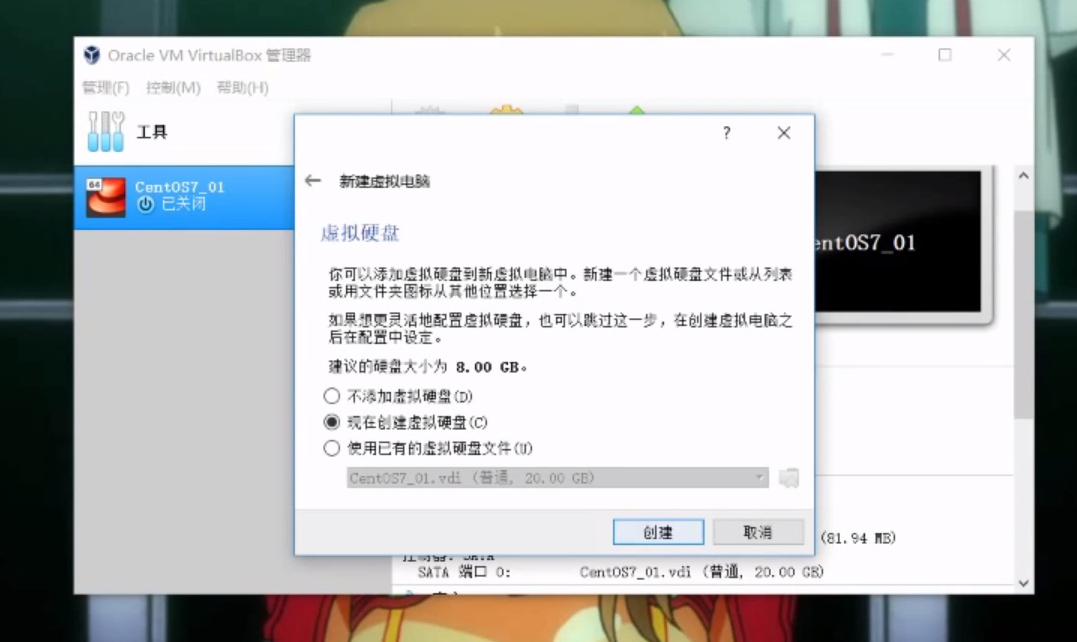 Oracle VM VirtualBox 管理器
管理(F) 控制(M) 帮助(H)
工具
64
CentOS7_01
已关闭
?
新建虚拟电脑
虚拟硬盘
你可以添加虚拟硬盘到新虚拟电脑中。新建一个虚拟硬盘文件或从列表
或用文件夹图标从其他位置选择一个。
如果想更灵活地配置虚拟硬盘，也可以跳过这一步，在创建虚拟电脑之
后在配置中设定。
建议的硬盘大小为 8.00 GB。
不添加虚拟硬盘(D)
现在创建虚拟硬盘(C)
使用已有的虚拟硬盘文件(U)
CentOS7_01.vdi (普通, 20.00 GB)
创建 取消
entOS7_01
(81.94 MB)
SATA 端口 0: CentOS7_01.vdi (普通, 20.00 GB)